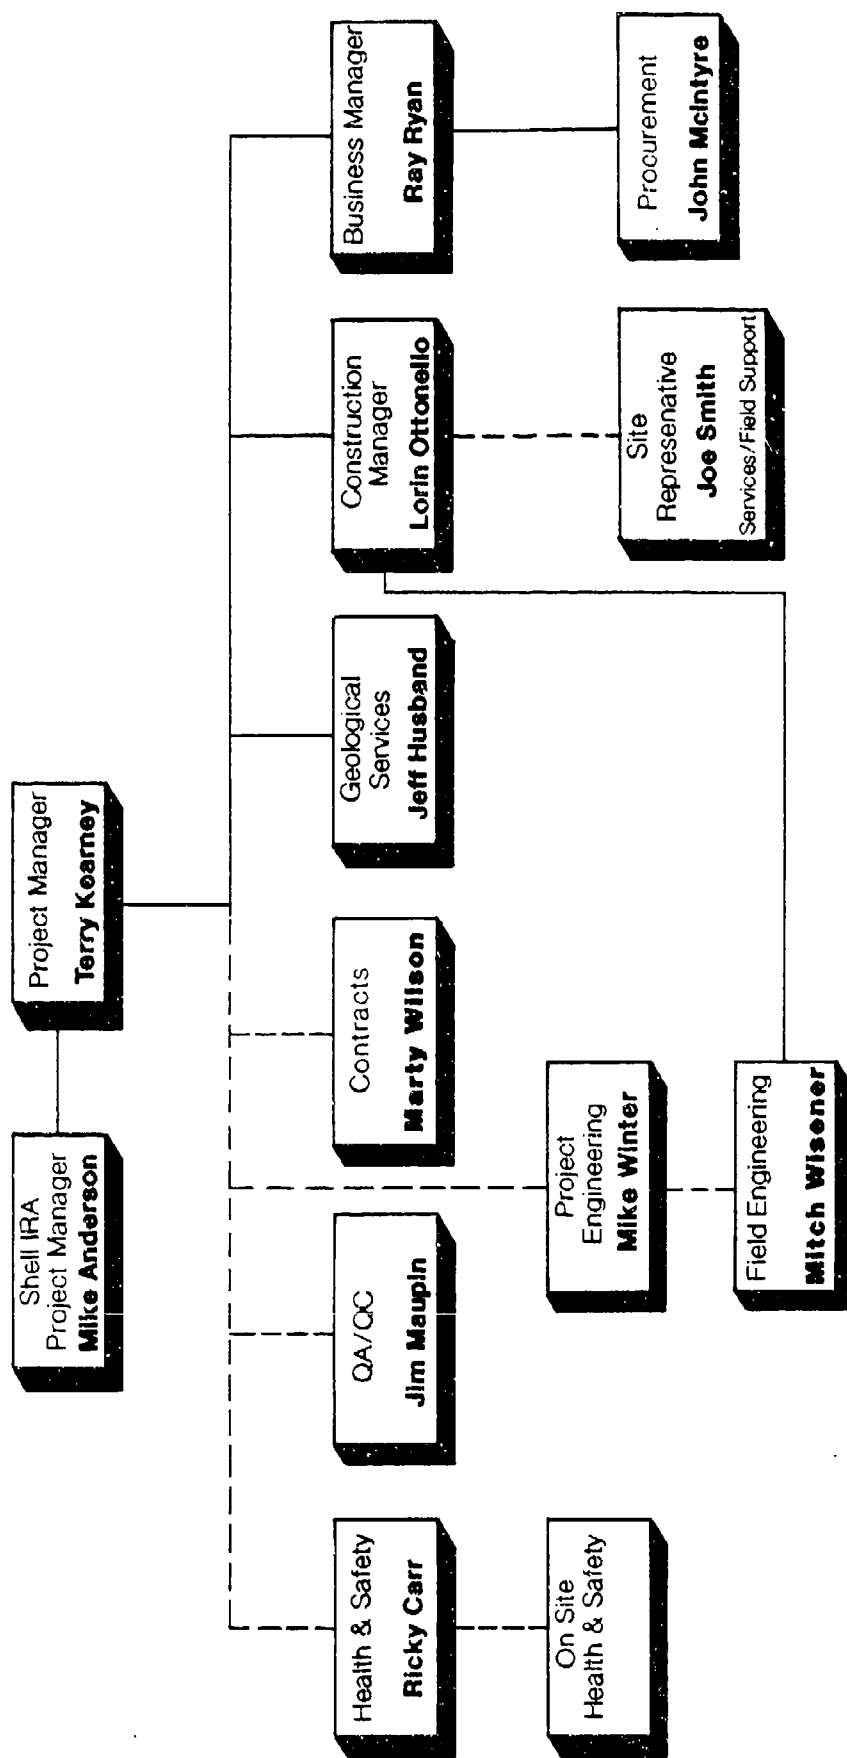 Shell IRA
Project Manager
Mike Anderson
Project Manager
Terry Kearney
Health & Safety
Ricky Carr
QA/QC
Jim Maupin
Contracts
Marty Wilson
Geological
Services
Jeff Husband
Construction
Manager
Lorin Ottonello
Business Manager
Ray Ryan
On Site
Health & Safety
Project
Engineering
Mike Winter
Field Engineering
Mitch Wisener
Site
Represenative
Joe Smith
Services/Field Support
Procurement
John McIntyre